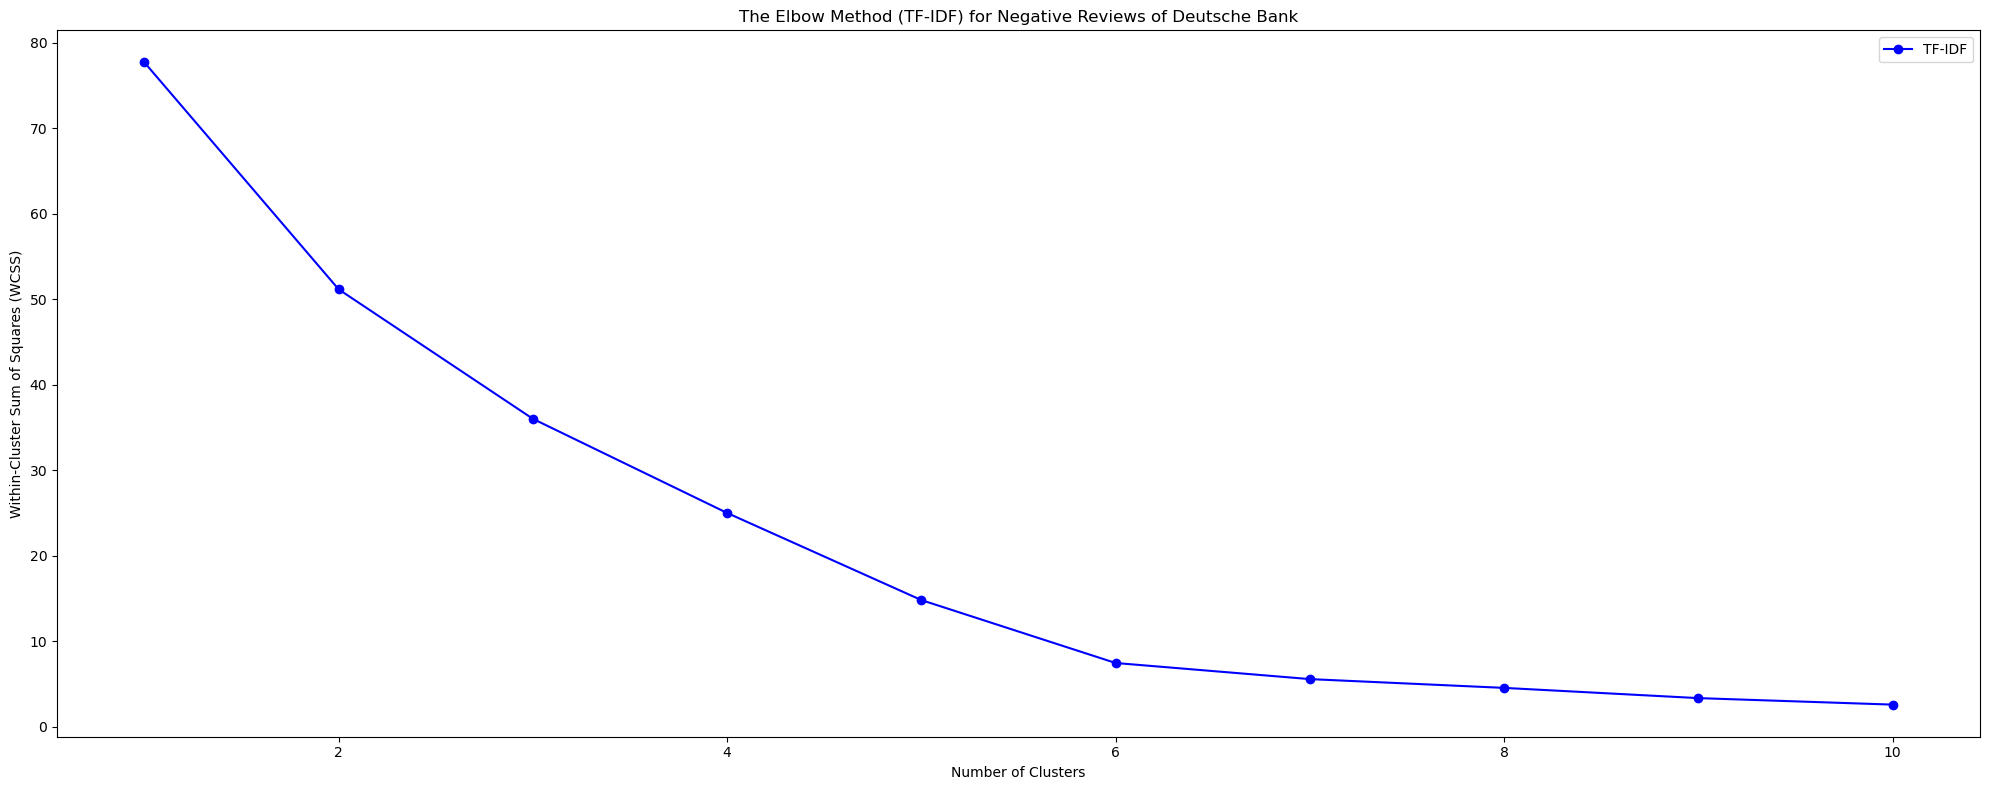 The Elbow Method (TF-IDF) for Negative Reviews of Deutsche Bank
TF-IDF
Within-Cluster Sum of Squares (WCSS)
80
70
60
50
40
30
20
10
0
2 4 6 8 10
Number of Clusters